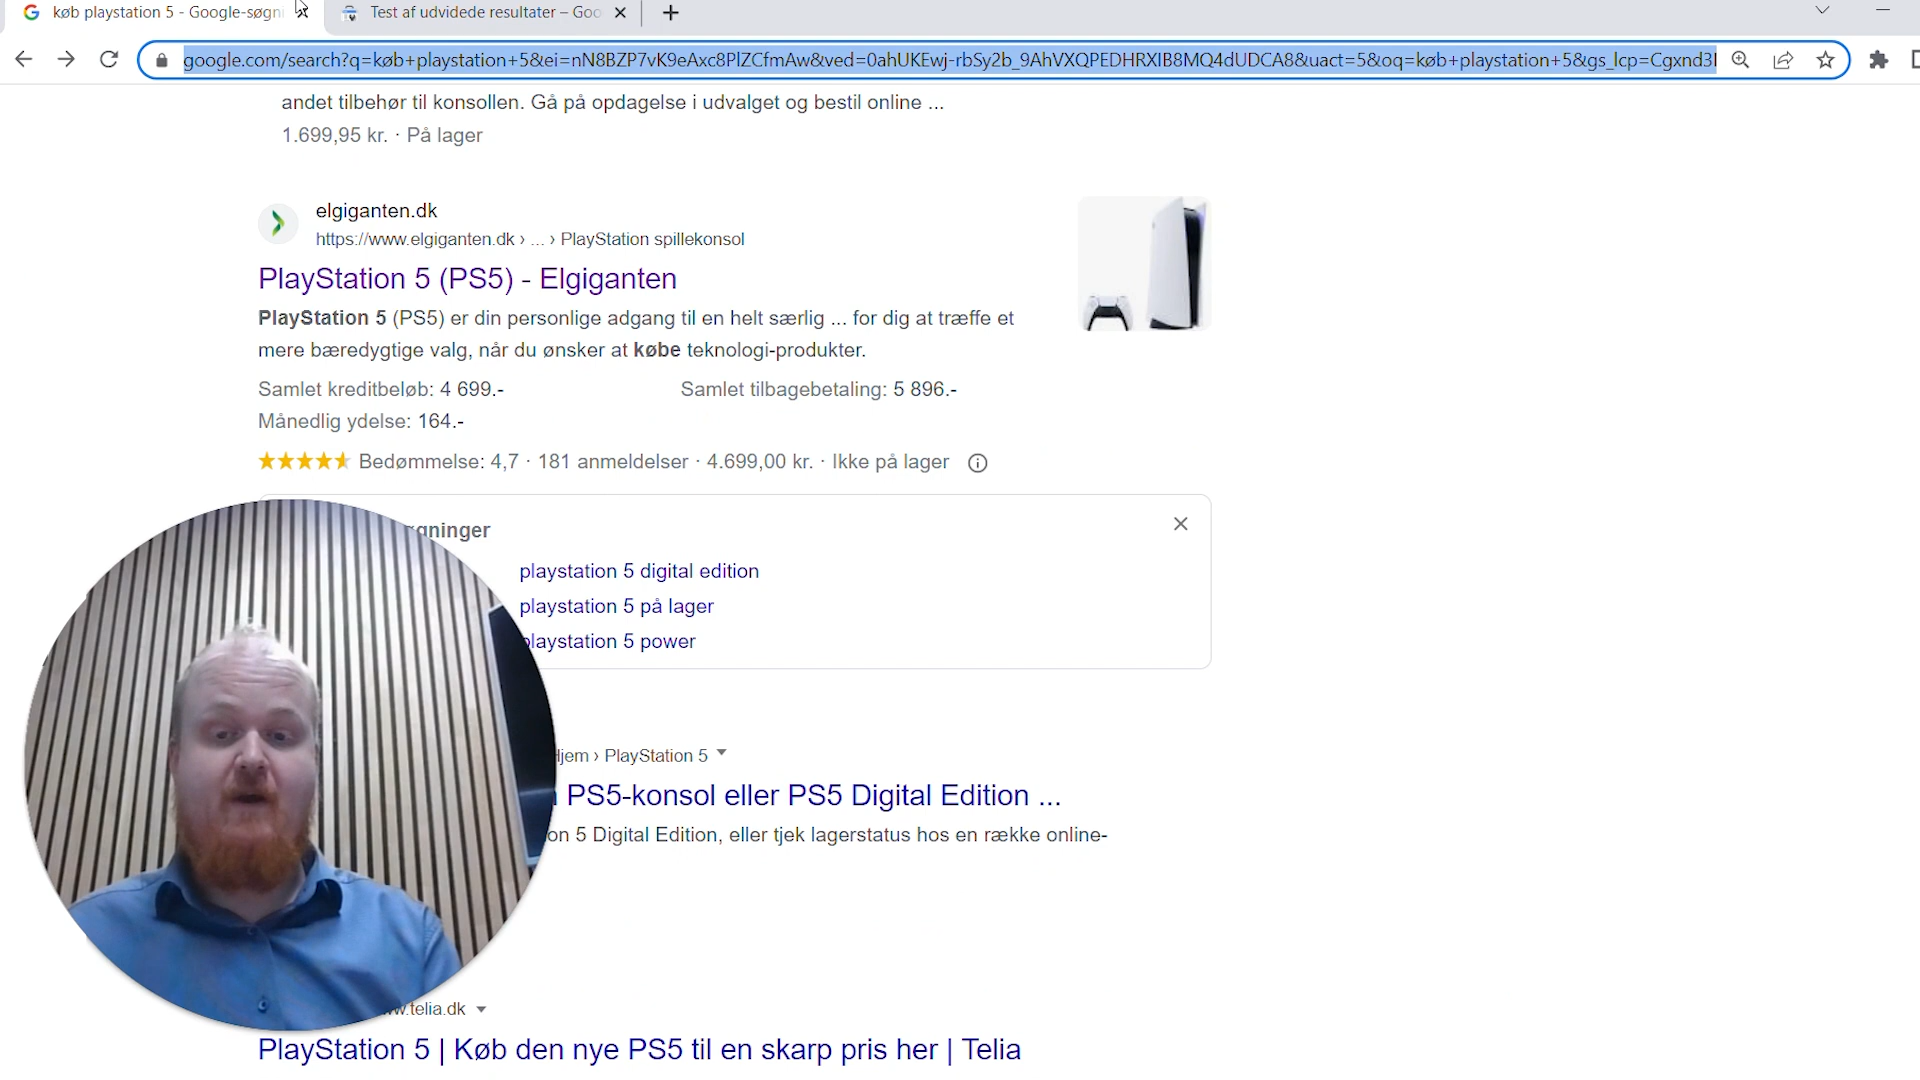 køb playstation 5 - Google-søgni
Test af udvidede resultater – Goo
google.com/search?q=køb+playstation+5&ei=nN8BZP7vK9eAxc8PlZCfmAw&ved=0ahUKEwj-rbSy2b_9AhVXQPEDHRXIB8MQ4dUDCA8&uact=5&oq=køb+playstation+5&gs_lcp=Cgxnd3
andet tilbehør til konsollen. Gå på opdagelse i udvalget og bestil online ...
1.699,95 kr. · På lager
elgiganten.dk
https://www.elgiganten.dk › ... › PlayStation spillekonsol
PlayStation 5 (PS5) - Elgiganten
PlayStation 5 (PS5) er din personlige adgang til en helt særlig ... for dig at træffe et
mere bæredygtige valg, når du ønsker at købe teknologi-produkter.
Samlet kreditbeløb: 4 699.- Samlet tilbagebetaling: 5 896.-
Månedlig ydelse: 164.-
Bedømmelse: 4,7 · 181 anmeldelser · 4.699,00 kr. · Ikke på lager
gninger
playstation 5 digital edition
playstation 5 på lager
playstation 5 power
Hjem › PlayStation 5
PS5-konsol eller PS5 Digital Edition ...
on 5 Digital Edition, eller tjek lagerstatus hos en række online-
w.telia.dk
PlayStation 5 | Køb den nye PS5 til en skarp pris her | Telia